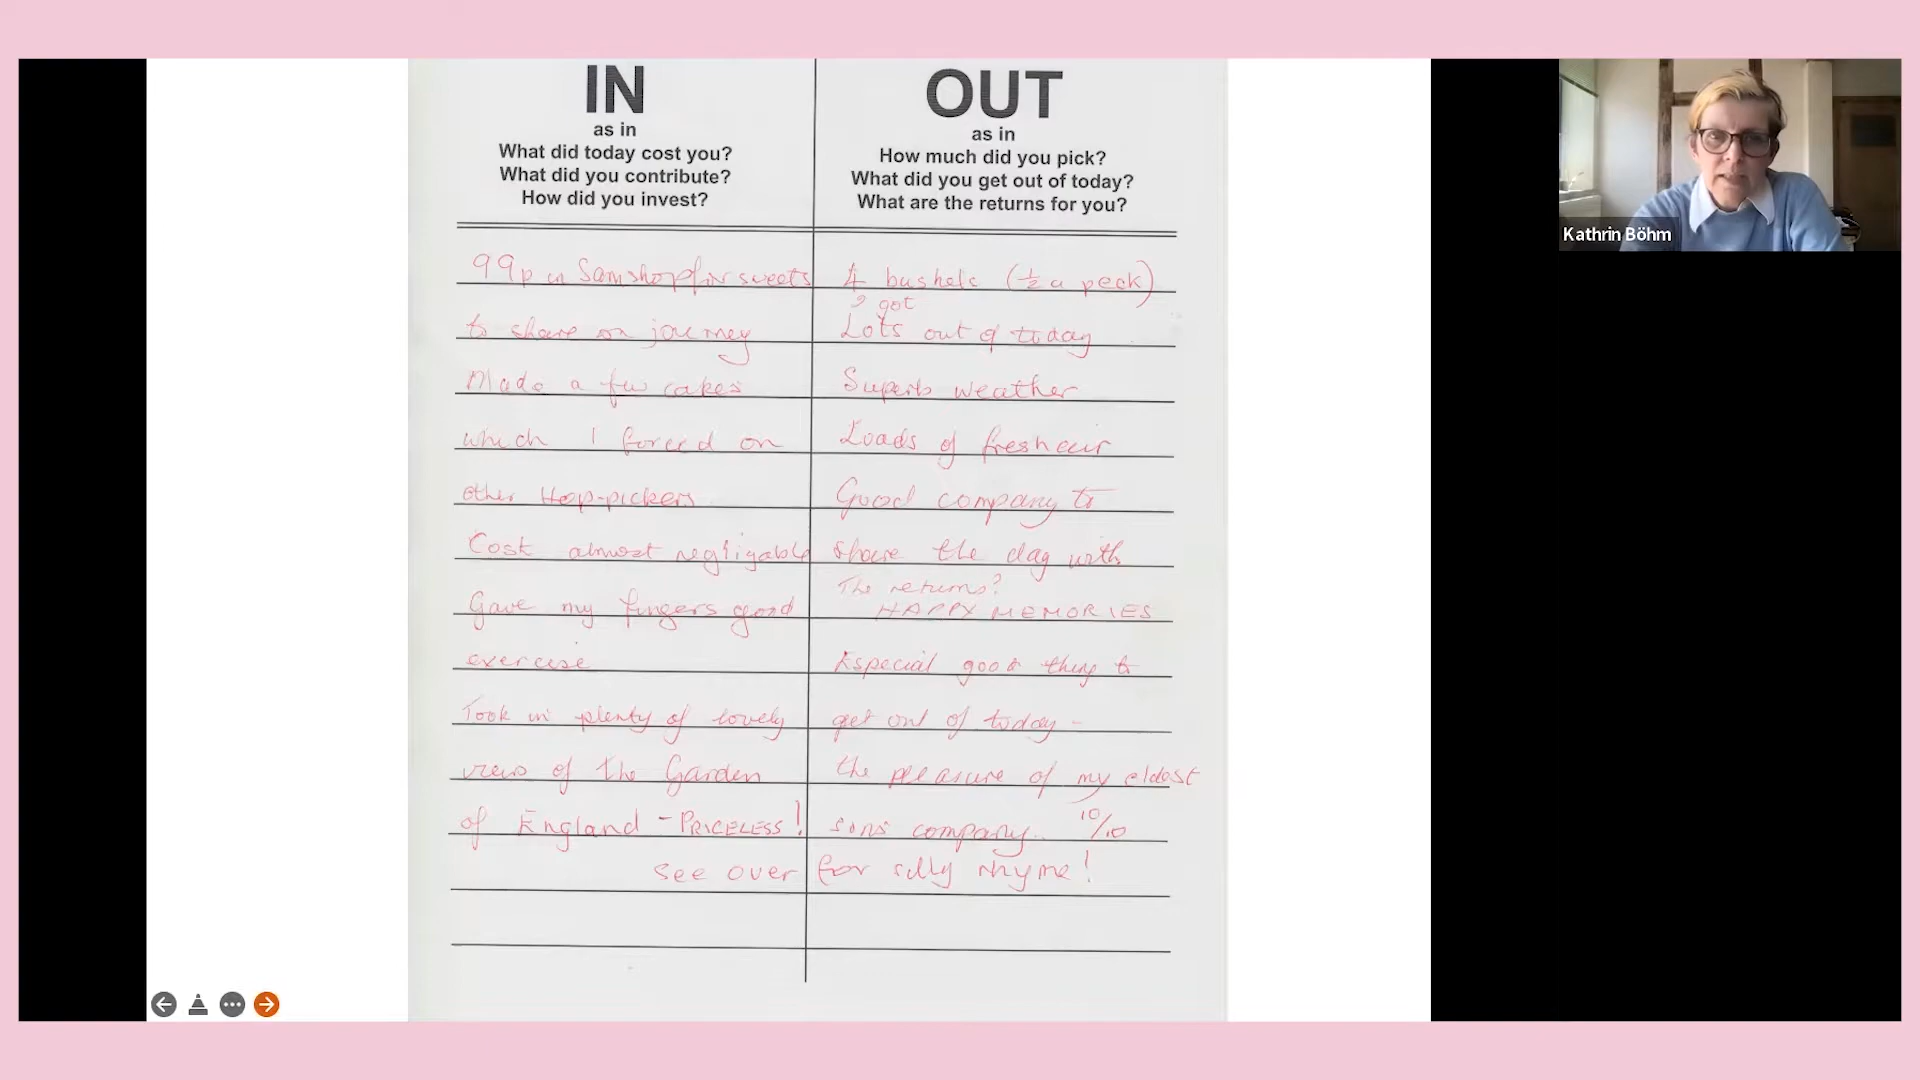 IN
as in
What did today cost you?
What did you contribute?
How did you invest?
99p in Sam shop for sweets
to share on journey
Made a few cakes
which I forced on
other Hop-pickers
Cost almost negligable
Gave my fingers good
exercise
Took in plenty of lovely
views of the Garden
of England - PRICELESS!
OUT
as in
How much did you pick?
What did you get out of today?
What are the returns for you?
4 bushels (½ a peck)
I got
Lots out of today
Superb weather
Loads of fresh air
Good company to
share the day with
The returns?
HAPPY MEMORIES
Especial good thing to
get out of today -
the pleasure of my eldest
sons company. 10/10
see over for silly rhyme!
Kathrin Böhm